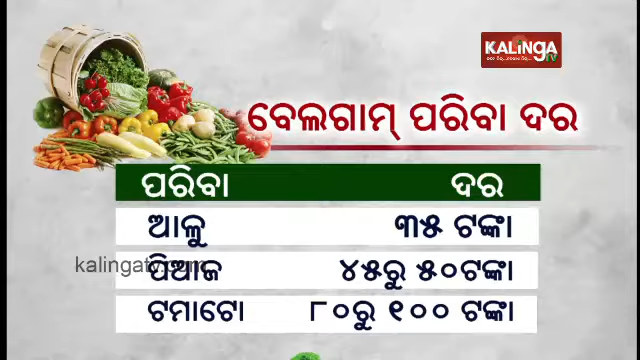 KALINGA TV
ବେଲଗାମ୍ ପରିବା ଦର
ପରିବା ଦର
ଆଳୁ ୩୫ ଟଙ୍କା
kalingatv.com
ପିଆଜ ୪୫ରୁ ୫୦ଟଙ୍କା
ଟମାଟୋ ୮୦ରୁ ୧୦୦ ଟଙ୍କା